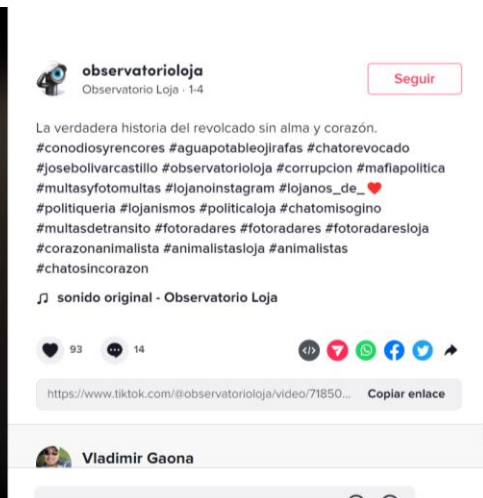 observatorioloja
Observatorio Loja · 1-4
Seguir
La verdadera historia del revolcado sin alma y corazón.
#conodiosyrencores #aguapotableojirafas #chatorevocado
#josebolivarcastillo #observatorioloja #corrupcion #mafiapolitica
#multasyfotomultas #lojanoinstagram #lojanos_de_❤️
#politiqueria #lojanismos #politicaloja #chatomisogino
#multasdetransito #fotoradares #fotoradares #fotoradaresloja
#corazonanimalista #animalistasloja #animalistas
#chatosincorazon
♫ sonido original - Observatorio Loja
93 14
https://www.tiktok.com/@observatorioloja/video/71850... Copiar enlace
Vladimir Gaona